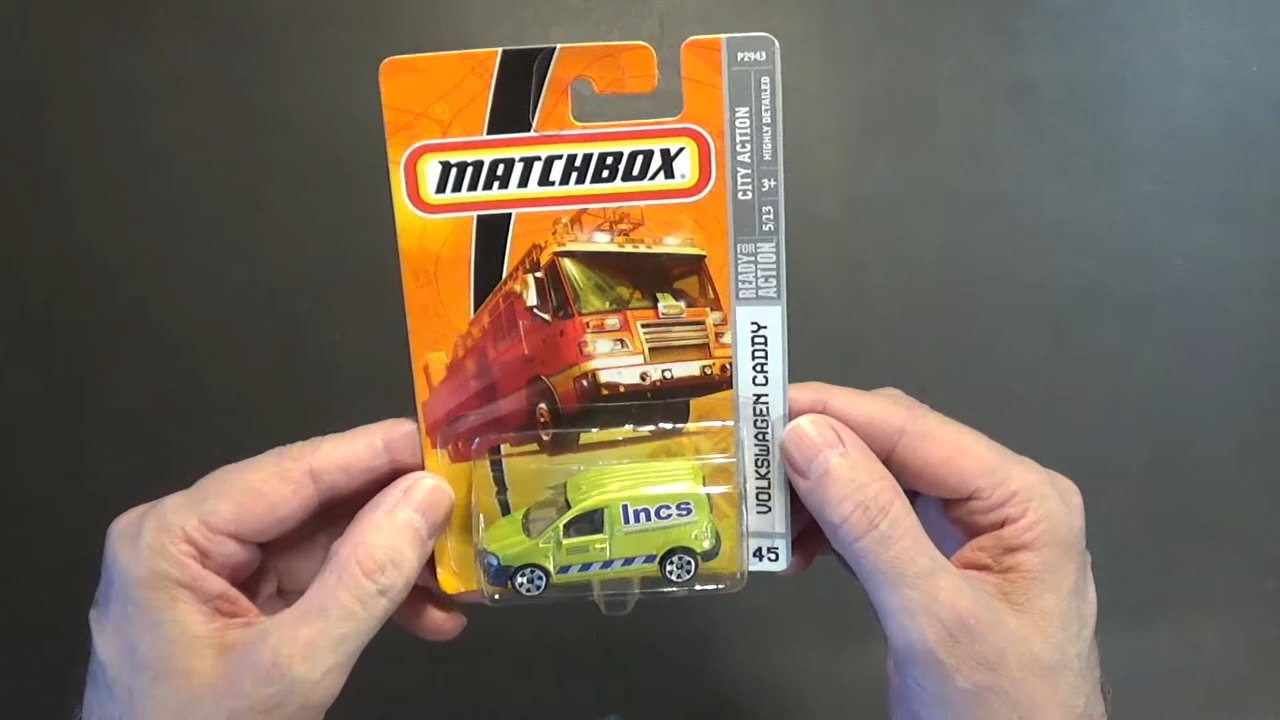 MATCHBOX
P2943
CITY ACTION
HIGHLY DETAILED
3+
5/13
READY FOR
ACTION
VOLKSWAGEN CADDY
45
Incs